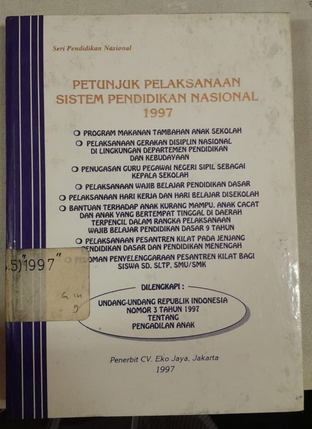 Seri Pendidikan Nasional
PETUNJUK PELAKSANAAN
SISTEM PENDIDIKAN NASIONAL
1997
❍ PROGRAM MAKANAN TAMBAHAN ANAK SEKOLAH
❍ PELAKSANAAN GERAKAN DISIPLIN NASIONAL
DI LINGKUNGAN DEPARTEMEN PENDIDIKAN
DAN KEBUDAYAAN
❍ PENUGASAN GURU PEGAWAI NEGERI SIPIL SEBAGAI
KEPALA SEKOLAH
❍ PELAKSANAAN WAJIB BELAJAR PENDIDIKAN DASAR
❍ PELAKSANAAN HARI KERJA DAN HARI BELAJAR DISEKOLAH
❍ BANTUAN TERHADAP ANAK KURANG MAMPU, ANAK CACAT
DAN ANAK YANG BERTEMPAT TINGGAL DI DAERAH
TERPENCIL DALAM RANGKA PELAKSANAAN
WAJIB BELAJAR PENDIDIKAN DASAR 9 TAHUN
❍ PELAKSANAAN PESANTREN KILAT PADA JENJANG
PENDIDIKAN DASAR DAN PENDIDIKAN MENENGAH
PEDOMAN PENYELENGGARAAN PESANTREN KILAT BAGI
SISWA SD, SLTP, SMU/SMK
.5)"1997"
DILENGKAPI :
UNDANG-UNDANG REPUBLIK INDONESIA
NOMOR 3 TAHUN 1997
TENTANG
PENGADILAN ANAK
Penerbit CV. Eko Jaya, Jakarta
1997